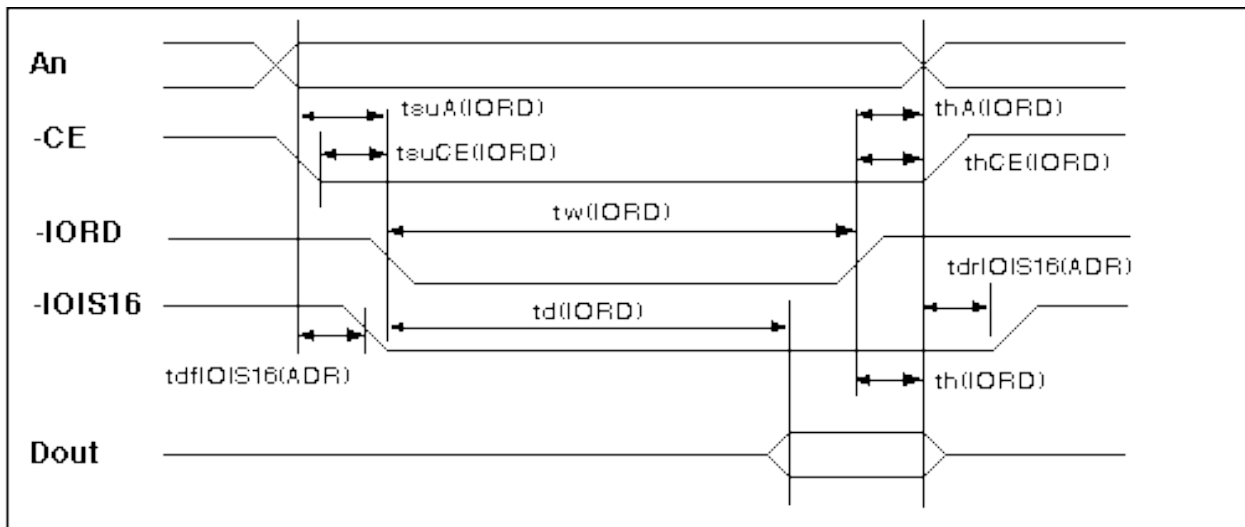 An
tsuA(IORD)
thA(IORD)
-CE
tsuCE(IORD)
thCE(IORD)
tw(IORD)
-IORD
tdrIOIS16(ADR)
-IOIS16
td(IORD)
tdfIOIS16(ADR)
th(IORD)
Dout